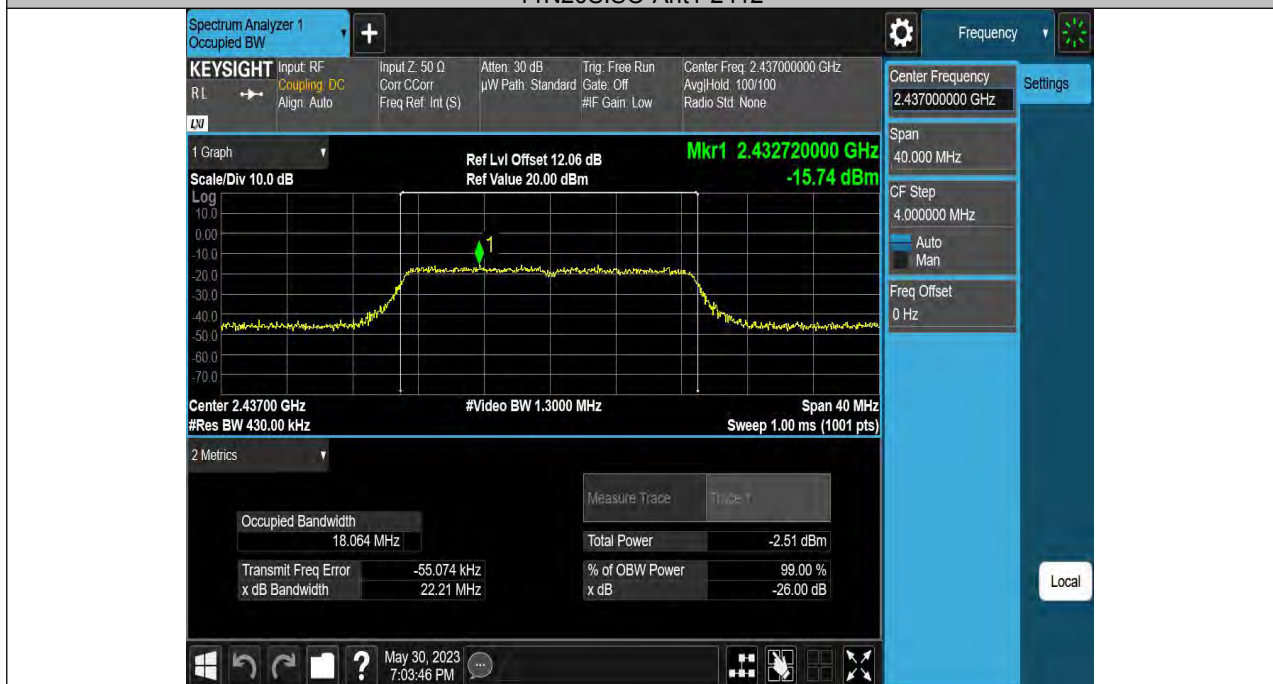 Spectrum Analyzer 1
Occupied BW
+
Frequency
KEYSIGHT
RL
LXI
Input: RF
Coupling: DC
Align: Auto
Input Z: 50 Ω
Corr CCorr
Freq Ref: Int (S)
Atten: 30 dB
µW Path: Standard
Trig: Free Run
Gate: Off
#IF Gain: Low
Center Freq: 2.437000000 GHz
Avg|Hold: 100/100
Radio Std: None
Center Frequency
2.437000000 GHz
Settings
Span
40.000 MHz
CF Step
4.000000 MHz
Auto
Man
Freq Offset
0 Hz
Local
1 Graph
Scale/Div 10.0 dB
Ref Lvl Offset 12.06 dB
Ref Value 20.00 dBm
Mkr1 2.432720000 GHz
-15.74 dBm
Log
10.0
0.00
-10.0
-20.0
-30.0
-40.0
-50.0
-60.0
-70.0
1
Center 2.43700 GHz
#Video BW 1.3000 MHz
Span 40 MHz
#Res BW 430.00 kHz
Sweep 1.00 ms (1001 pts)
2 Metrics
Measure Trace
Trace 1
Occupied Bandwidth
18.064 MHz
Total Power
-2.51 dBm
Transmit Freq Error
-55.074 kHz
% of OBW Power
99.00 %
x dB Bandwidth
22.21 MHz
x dB
-26.00 dB
?
May 30, 2023
7:03:46 PM